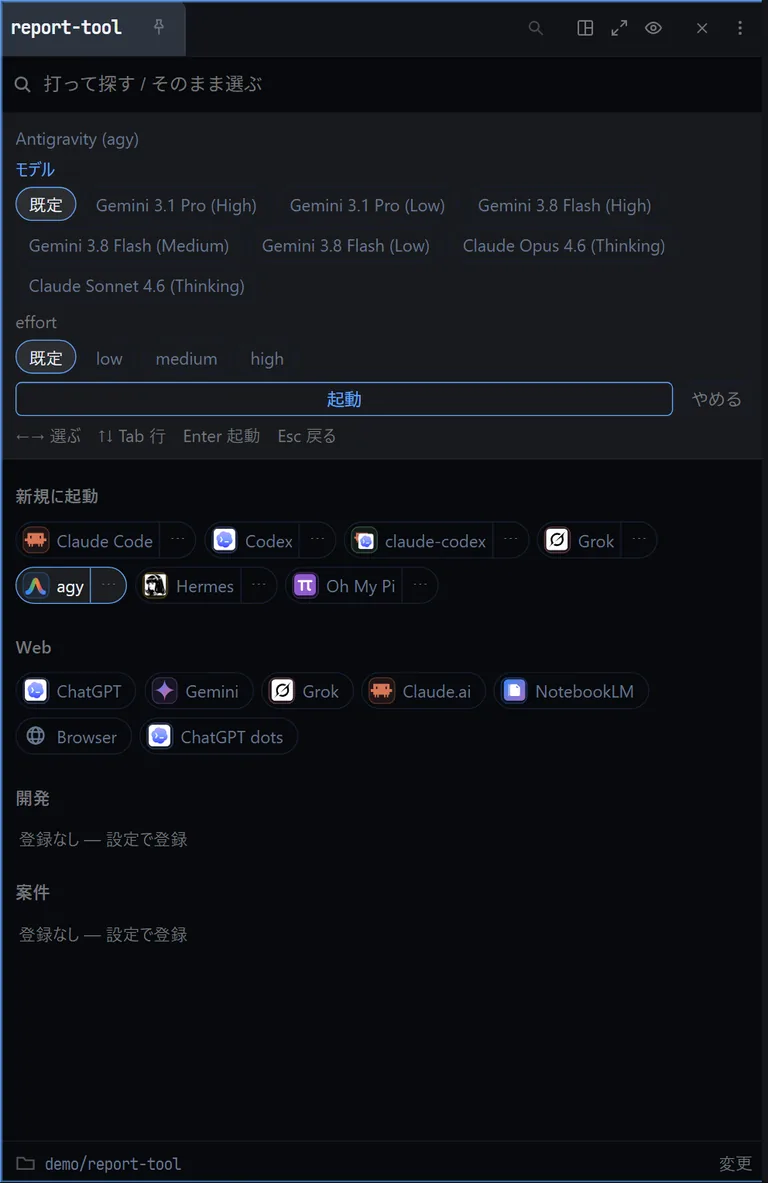 report-tool
打って探す / そのまま選ぶ
Antigravity (agy)
モデル
既定 Gemini 3.1 Pro (High) Gemini 3.1 Pro (Low) Gemini 3.8 Flash (High)
Gemini 3.8 Flash (Medium) Gemini 3.8 Flash (Low) Claude Opus 4.6 (Thinking)
Claude Sonnet 4.6 (Thinking)
effort
既定 low medium high
起動 やめる
←→ 選ぶ ↑↓ Tab 行 Enter 起動 Esc 戻る
新規に起動
Claude Code ... Codex ... claude-codex ... Grok ...
agy ... Hermes ... Oh My Pi ...
Web
ChatGPT Gemini Grok Claude.ai NotebookLM
Browser ChatGPT dots
開発
登録なし — 設定で登録
案件
登録なし — 設定で登録
demo/report-tool 変更